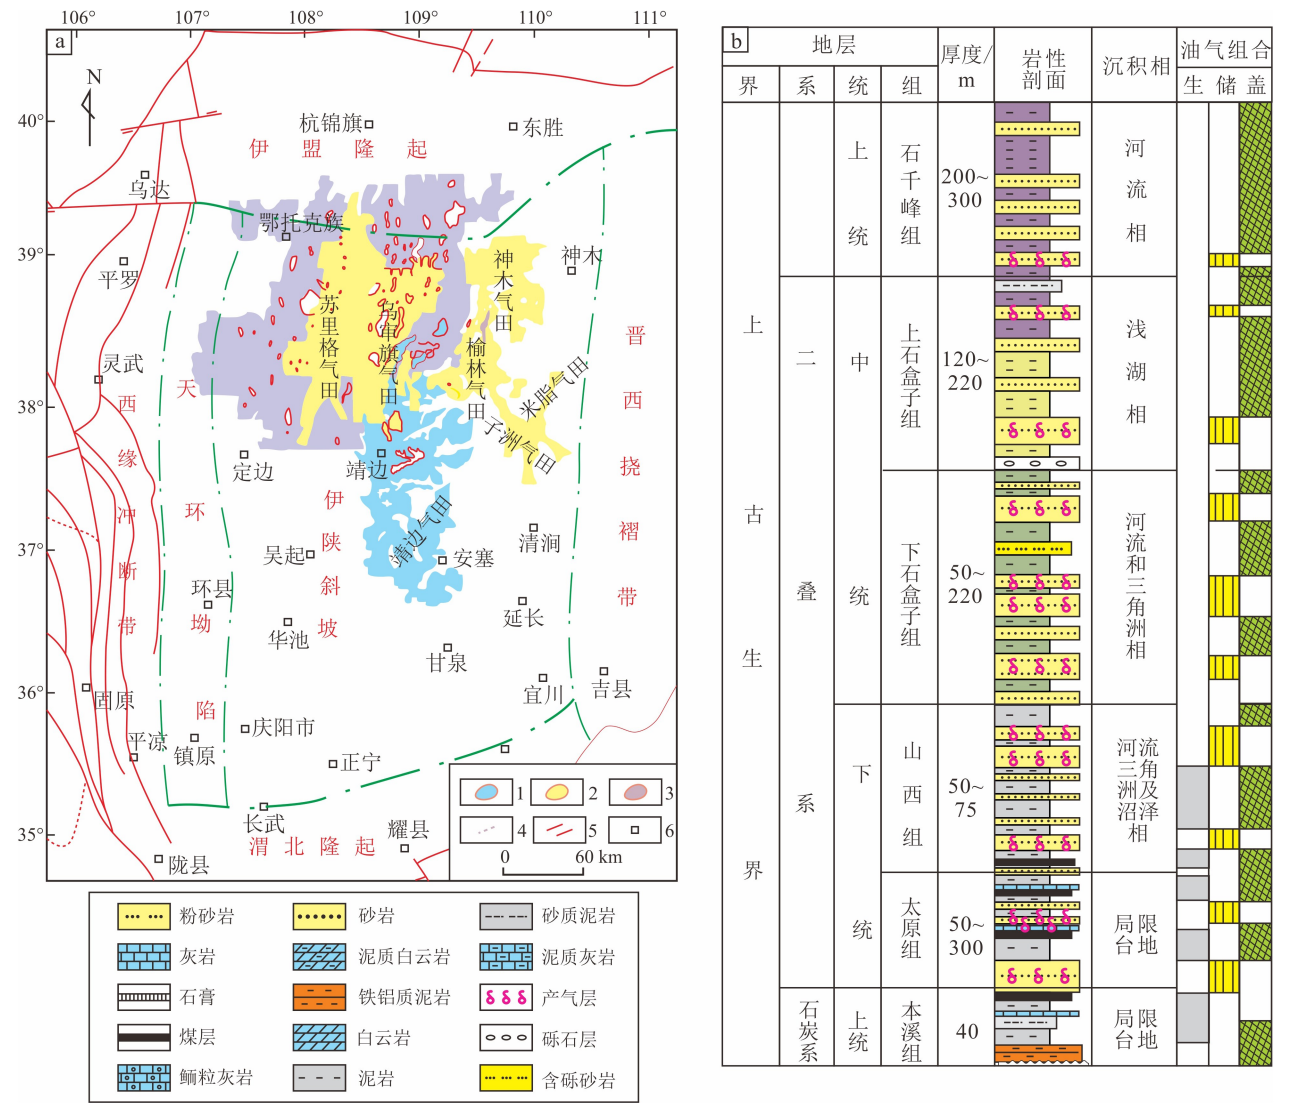 106°
107°
108°
109°
110°
111°
a
N
40°
39°
38°
37°
36°
35°
杭锦旗
东胜
伊盟隆起
乌达
鄂托克旗
神木
平罗
神木气田
苏里格气田
乌审旗气田
榆林气田
米脂气田
子洲气田
晋西挠褶带
灵武
西缘冲断带
天环坳陷
定边
靖边
伊陕斜坡
靖边气田
清涧
吴起
安塞
环县
延长
华池
甘泉
吉县
宜川
固原
庆阳市
平凉
镇原
正宁
长武
耀县
渭北隆起
陇县
1
2
3
4
5
6
0
60 km
粉砂岩
砂岩
砂质泥岩
灰岩
泥质白云岩
泥质灰岩
石膏
铁铝质泥岩
产气层
煤层
白云岩
砾石层
鲕粒灰岩
泥岩
含砾砂岩
b
地层
厚度/
m
岩性
剖面
沉积相
油气组合
界
系
统
组
生
储
盖
上古生界
二叠系
上统
石千峰组
200~
300
河流相
中统
上石盒子组
120~
220
浅湖相
下石盒子组
50~
220
河流和三角洲相
下统
山西组
50~
75
河流
三角
洲及
沼泽
相
太原组
50~
300
局限
台地
石炭系
上统
本溪组
40
局限
台地